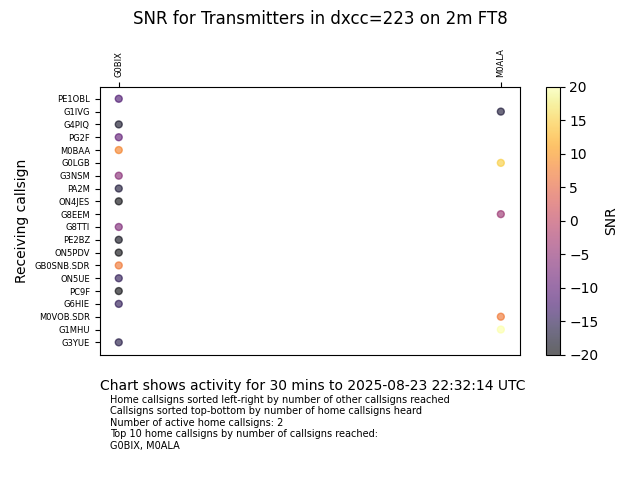 SNR for Transmitters in dxcc=223 on 2m FT8
G0BIX
M0ALA
PE1OBL
G1IVG
G4PIQ
PG2F
M0BAA
G0LGB
G3NSM
PA2M
ON4JES
G8EEM
G8TTI
PE2BZ
ON5PDV
GB0SNB.SDR
ON5UE
PC9F
G6HIE
M0VOB.SDR
G1MHU
G3YUE
Receiving callsign
20
15
10
5
0
−5
−10
−15
−20
SNR
Chart shows activity for 30 mins to 2025-08-23 22:32:14 UTC
Home callsigns sorted left-right by number of other callsigns reached
Callsigns sorted top-bottom by number of home callsigns heard
Number of active home callsigns: 2
Top 10 home callsigns by number of callsigns reached:
G0BIX, M0ALA